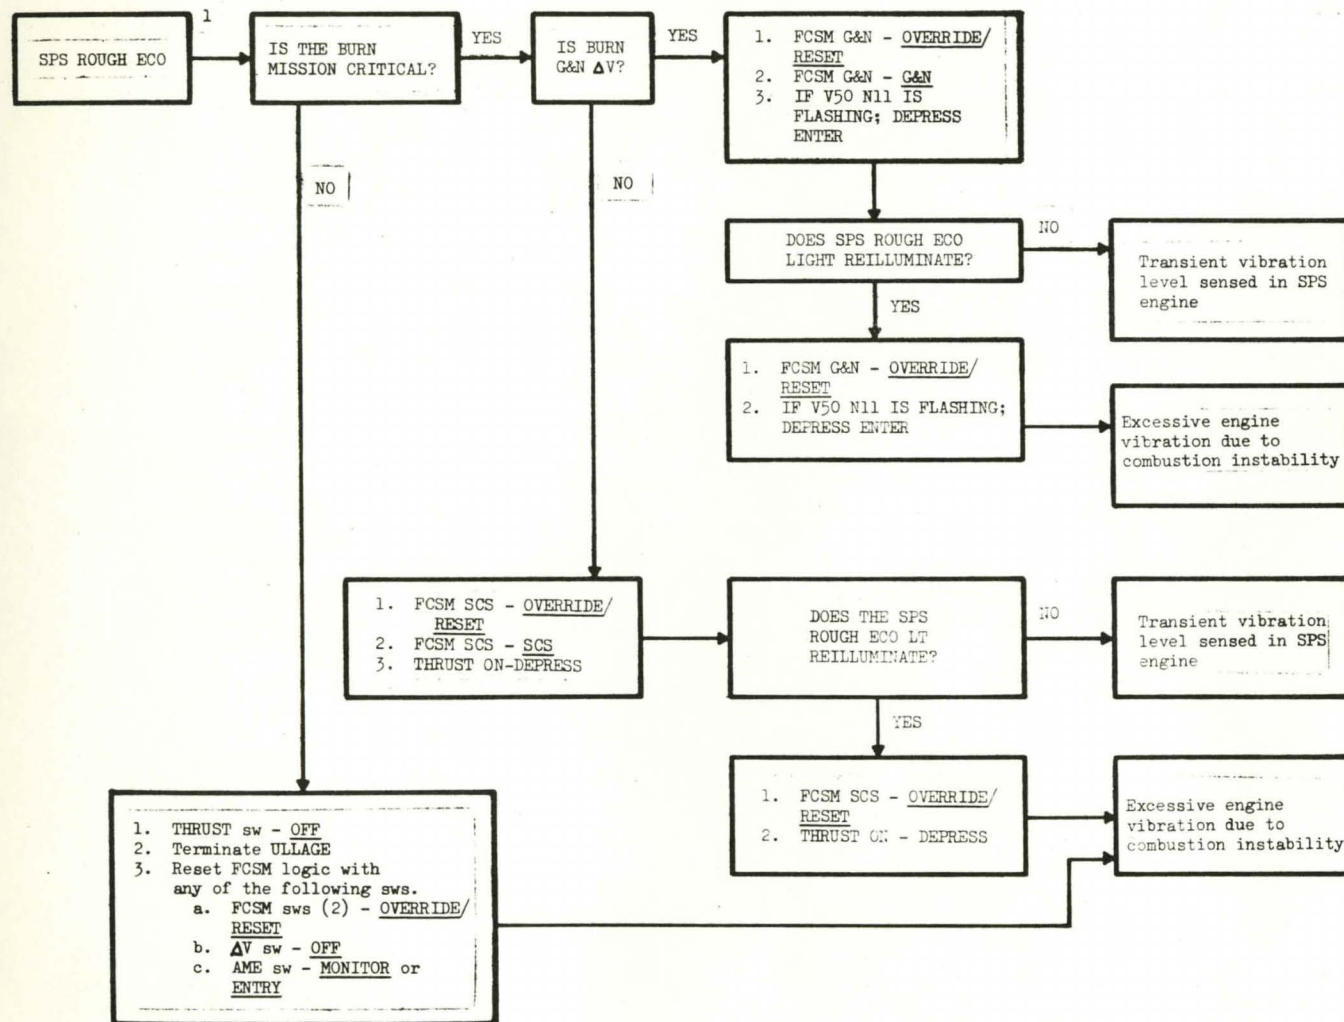 1
SPS ROUGH ECO
IS THE BURN
MISSION CRITICAL?
YES
IS BURN
G&N ΔV?
YES
1. FCSM G&N - OVERRIDE/
RESET
2. FCSM G&N - G&N
3. IF V50 N11 IS
FLASHING; DEPRESS
ENTER
NO
NO
DOES SPS ROUGH ECO
LIGHT REILLUMINATE?
NO
Transient vibration
level sensed in SPS
engine
YES
1. FCSM G&N - OVERRIDE/
RESET
2. IF V50 N11 IS FLASHING;
DEPRESS ENTER
Excessive engine
vibration due to
combustion instability
1. FCSM SCS - OVERRIDE/
RESET
2. FCSM SCS - SCS
3. THRUST ON-DEPRESS
DOES THE SPS
ROUGH ECO LT
REILLUMINATE?
NO
Transient vibration
level sensed in SPS
engine
YES
1. FCSM SCS - OVERRIDE/
RESET
2. THRUST ON - DEPRESS
Excessive engine
vibration due to
combustion instability
1. THRUST sw - OFF
2. Terminate ULLAGE
3. Reset FCSM logic with
any of the following sws.
a. FCSM sws (2) - OVERRIDE/
RESET
b. ΔV sw - OFF
c. AME sw - MONITOR or
ENTRY